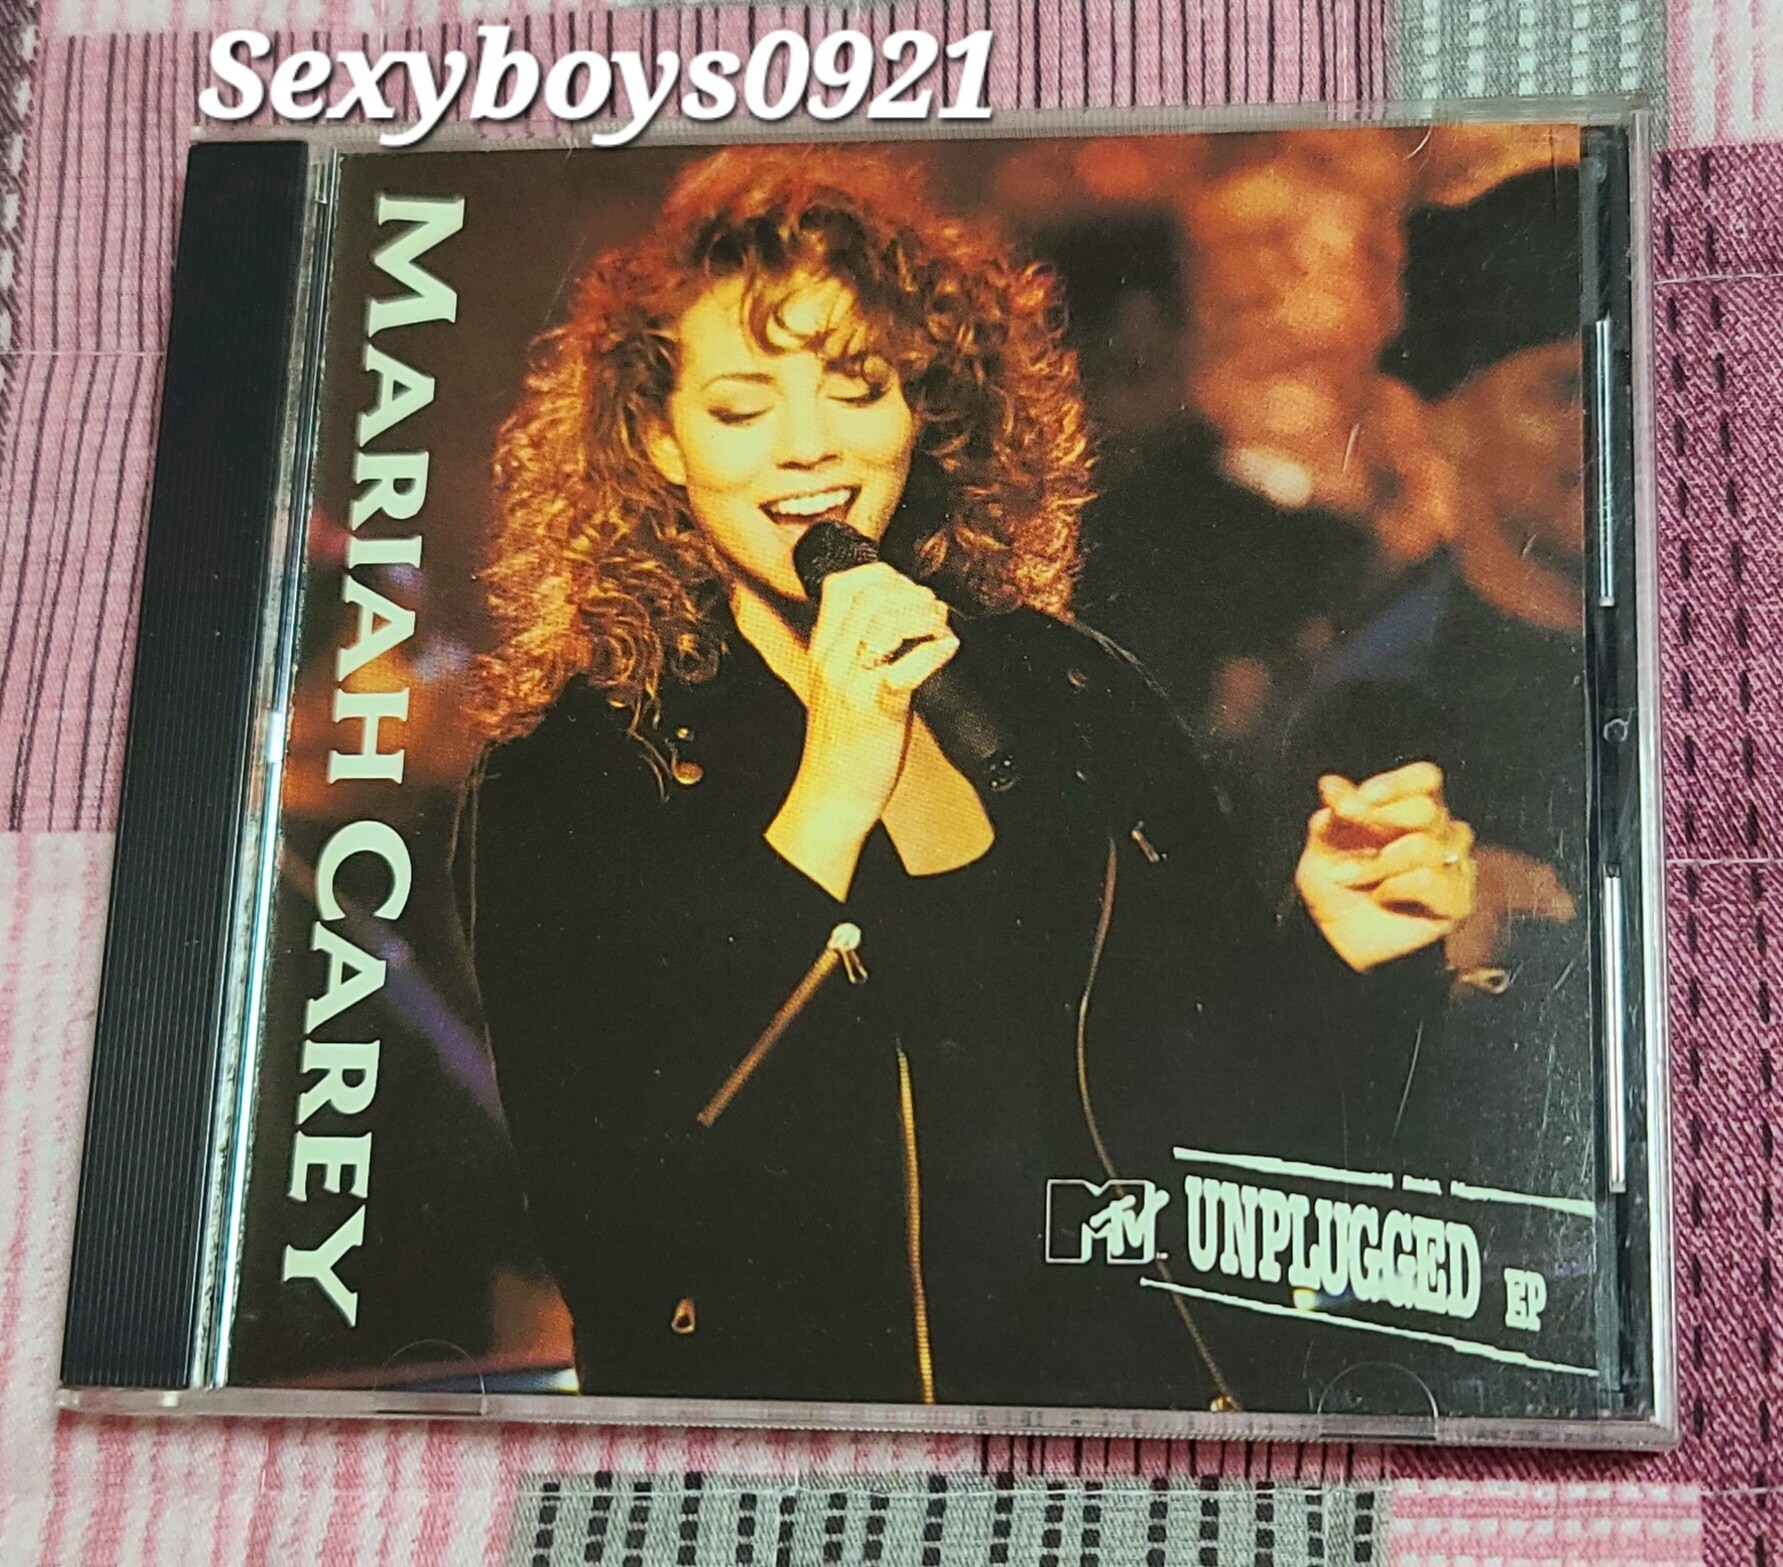 Sexyboys0921
MARIAH CAREY
MTV UNPLUGGED EP